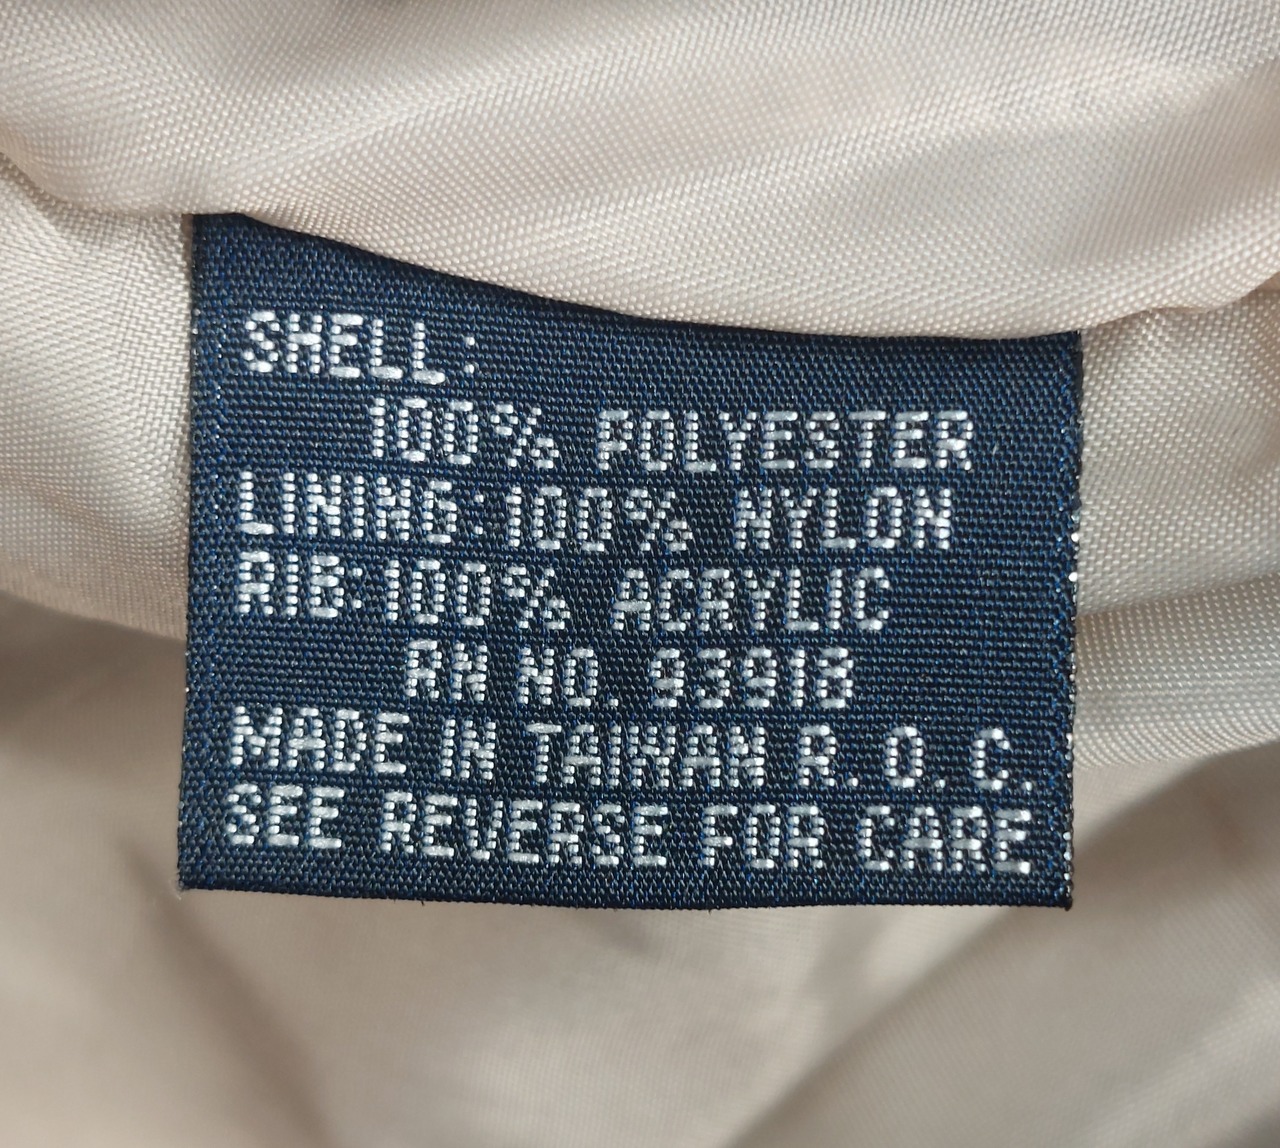 SHELL:
100% POLYESTER
LINING: 100% NYLON
RIB: 100% ACRYLIC
RN NO. 93918
MADE IN TAIWAN R.O.C.
SEE REVERSE FOR CARE